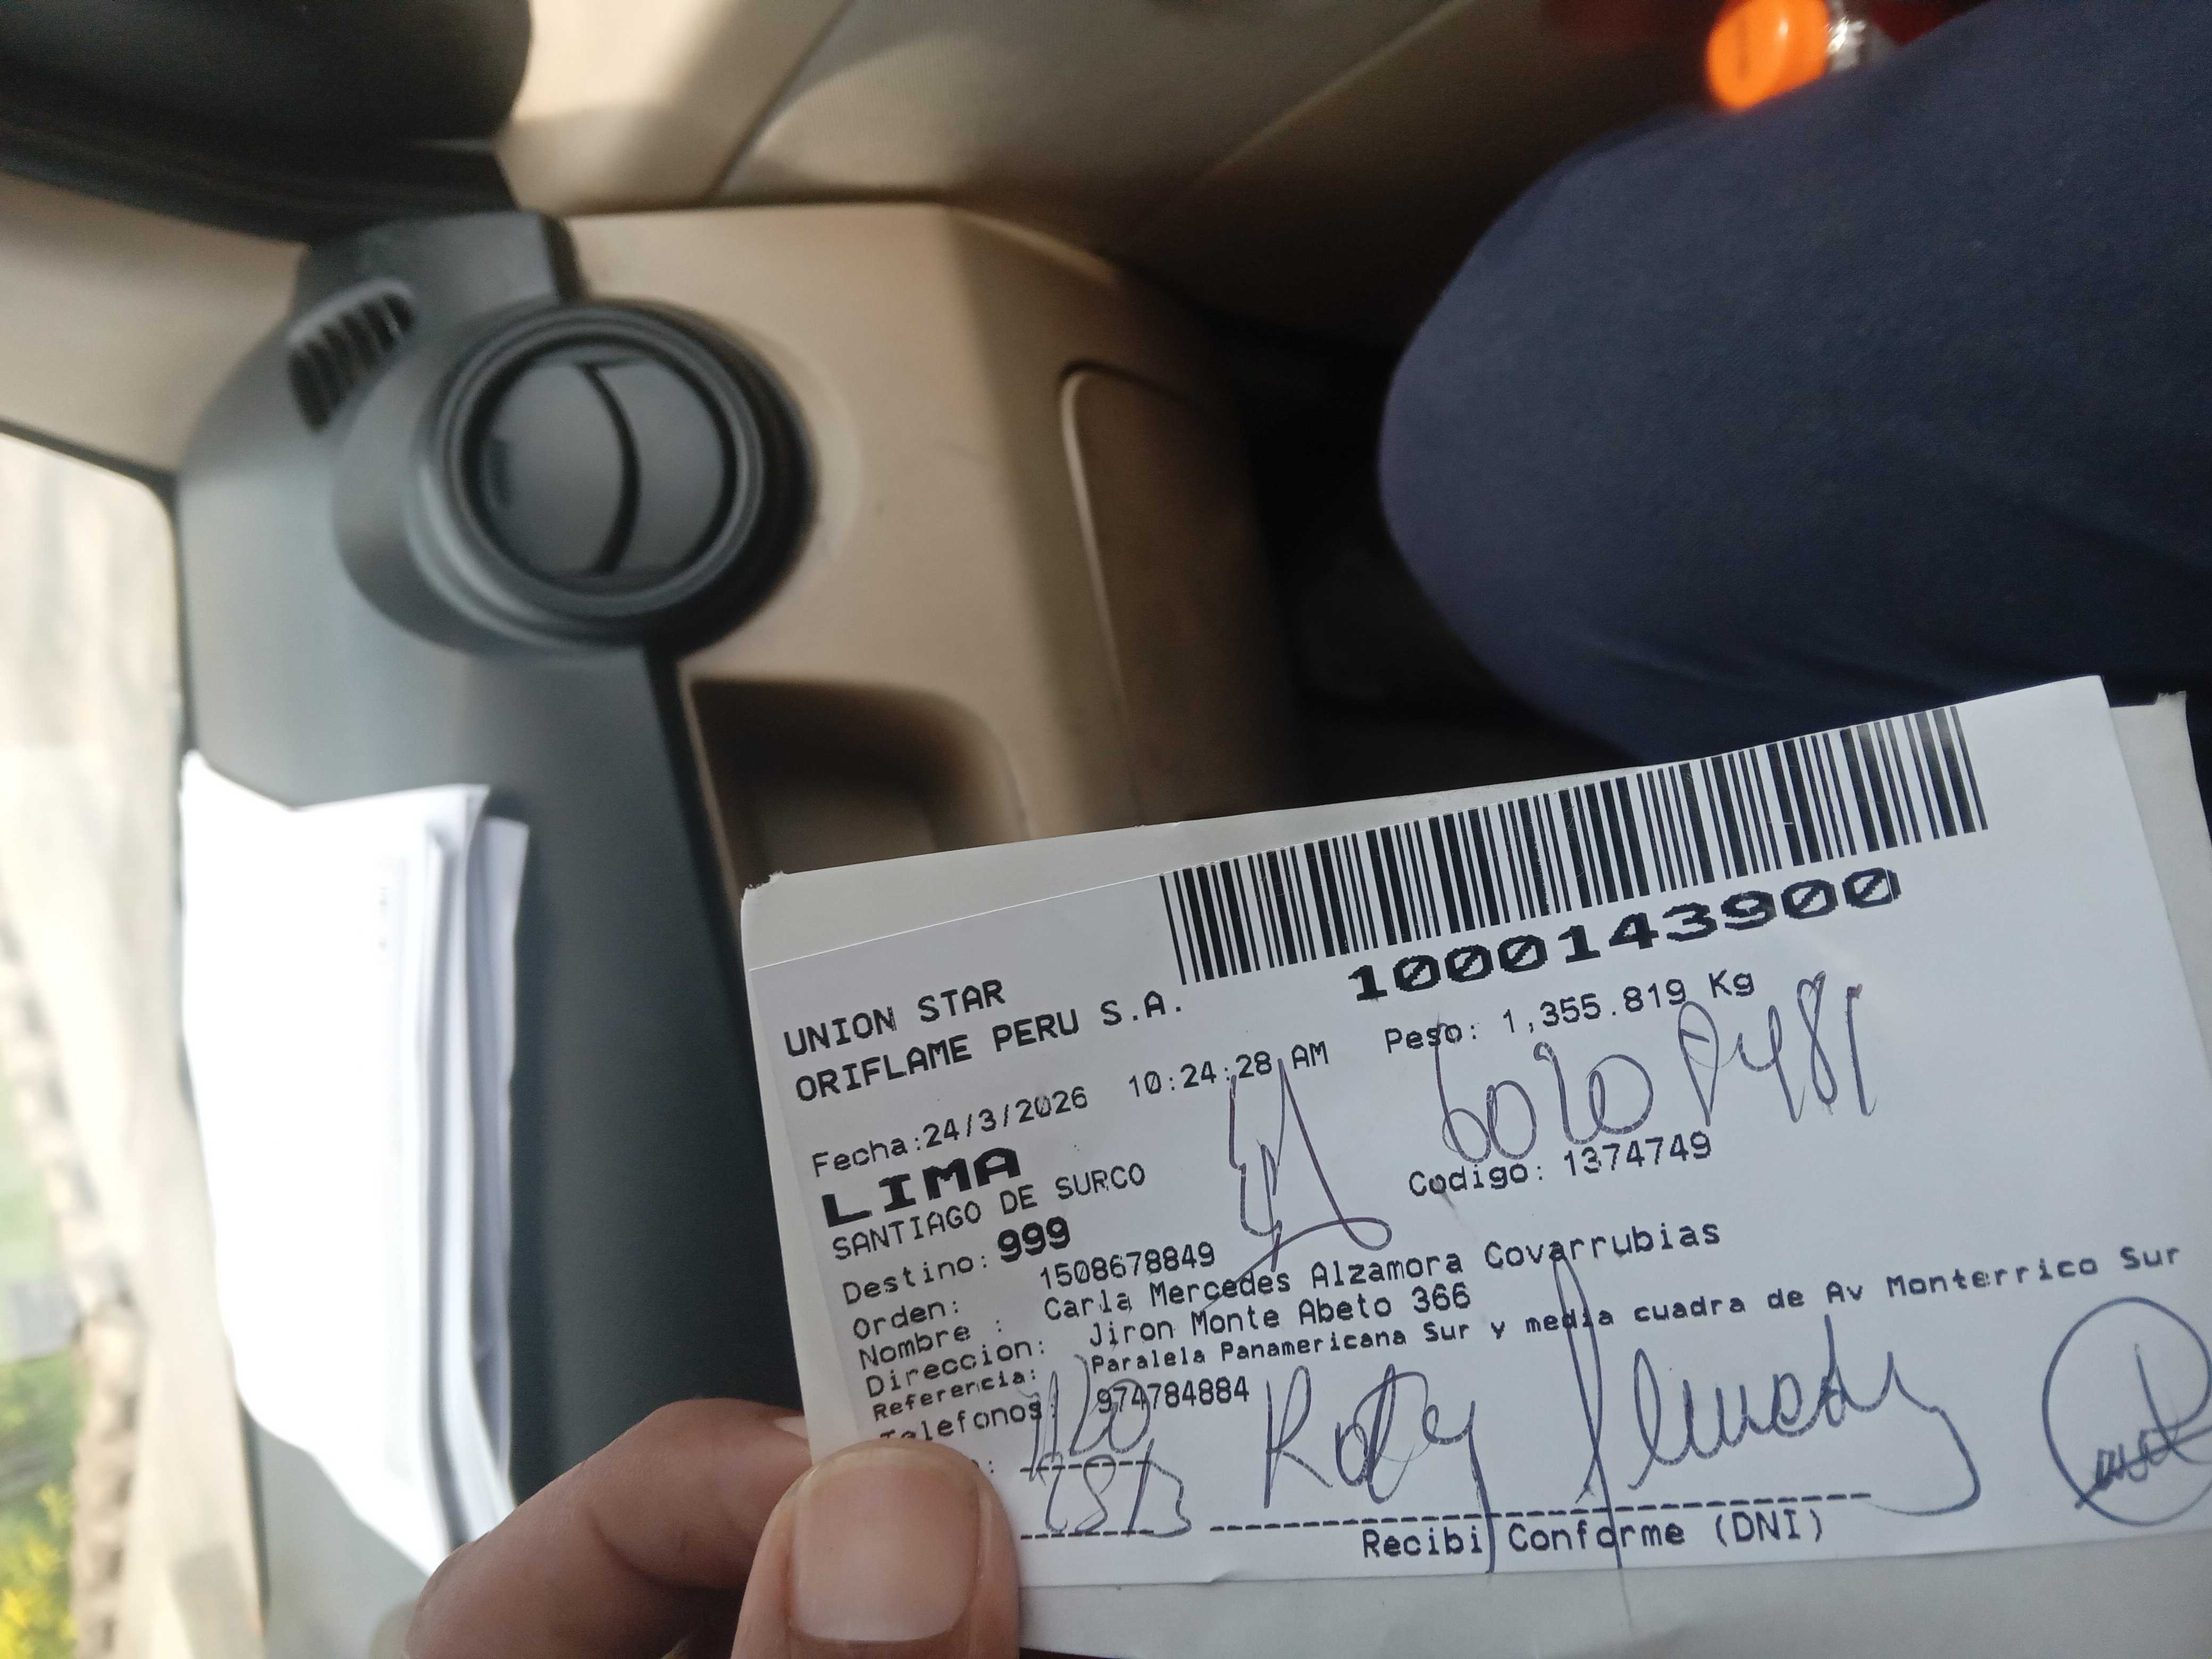 1000143900
UNION STAR
ORIFLAME PERU S.A.
Fecha:24/3/2026 10:24:28 AM Peso: 1,355.819 Kg
LIMA
SANTIAGO DE SURCO Codigo: 1374749
Destino: 999
Orden: 1508678849
Nombre : Carla Mercedes Alzamora Covarrubias
Direccion: Jiron Monte Abeto 366
Referencia: Paralela Panamericana Sur y media cuadra de Av Monterrico Sur
Telefonos: 974784884
Recibi Conforme (DNI)